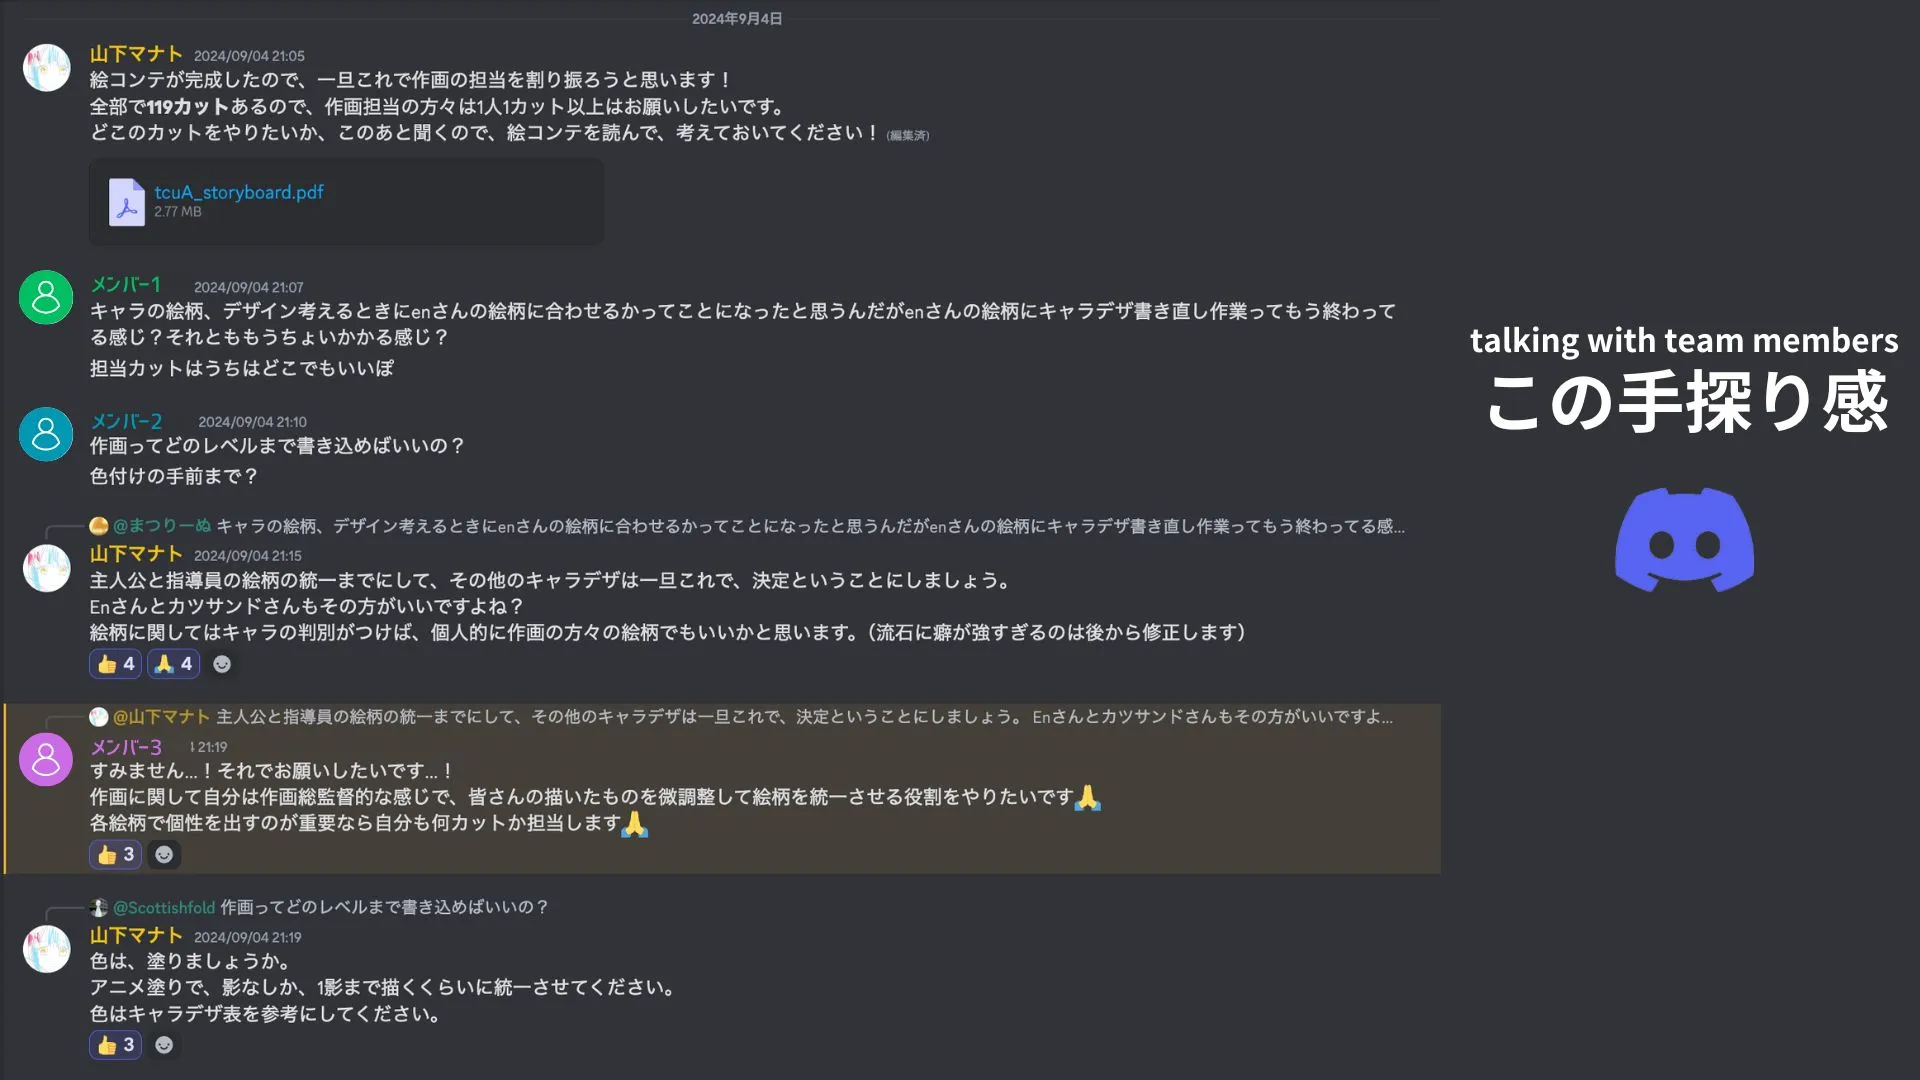 2024年9月4日
山下マナト 2024/09/04 21:05
絵コンテが完成したので、一旦これで作画の担当を割り振ろうと思います！
全部で119カットあるので、作画担当の方々は1人1カット以上はお願いしたいです。
どこのカットをやりたいか、このあと聞くので、絵コンテを読んで、考えておいてください！ (編集済)
tcuA_storyboard.pdf
2.77 MB
メンバー1 2024/09/04 21:07
キャラの絵柄、デザイン考えるときにenさんの絵柄に合わせるかってことになったと思うんだがenさんの絵柄にキャラデザ書き直し作業ってもう終わって
る感じ？それとももうちょいかかる感じ？
担当カットはうちはどこでもいいぽ
メンバー2 2024/09/04 21:10
作画ってどのレベルまで書き込めばいいの？
色付けの手前まで？
@まつりーぬ キャラの絵柄、デザイン考えるときにenさんの絵柄に合わせるかってことになったと思うんだがenさんの絵柄にキャラデザ書き直し作業ってもう終わってる感...
山下マナト 2024/09/04 21:15
主人公と指導員の絵柄の統一までにして、その他のキャラデザは一旦これで、決定ということにしましょう。
Enさんとカツサンドさんもその方がいいですよね？
絵柄に関してはキャラの判別がつけば、個人的に作画の方々の絵柄でもいいかと思います。（流石に癖が強すぎるのは後から修正します）
👍 4 🙏 4
@山下マナト 主人公と指導員の絵柄の統一までにして、その他のキャラデザは一旦これで、決定ということにしましょう。 Enさんとカツサンドさんもその方がいいですよ...
メンバー3 21:19
すみません...！それでお願いしたいです...！
作画に関して自分は作画総監督的な感じで、皆さんの描いたものを微調整して絵柄を統一させる役割をやりたいです🙏
各絵柄で個性を出すのが重要なら自分も何カットか担当します🙏
👍 3
@Scottishfold 作画ってどのレベルまで書き込めばいいの？
山下マナト 2024/09/04 21:19
色は、塗りましょうか。
アニメ塗りで、影なしか、1影まで描くくらいに統一させてください。
色はキャラデザ表を参考にしてください。
👍 3
talking with team members
この手探り感